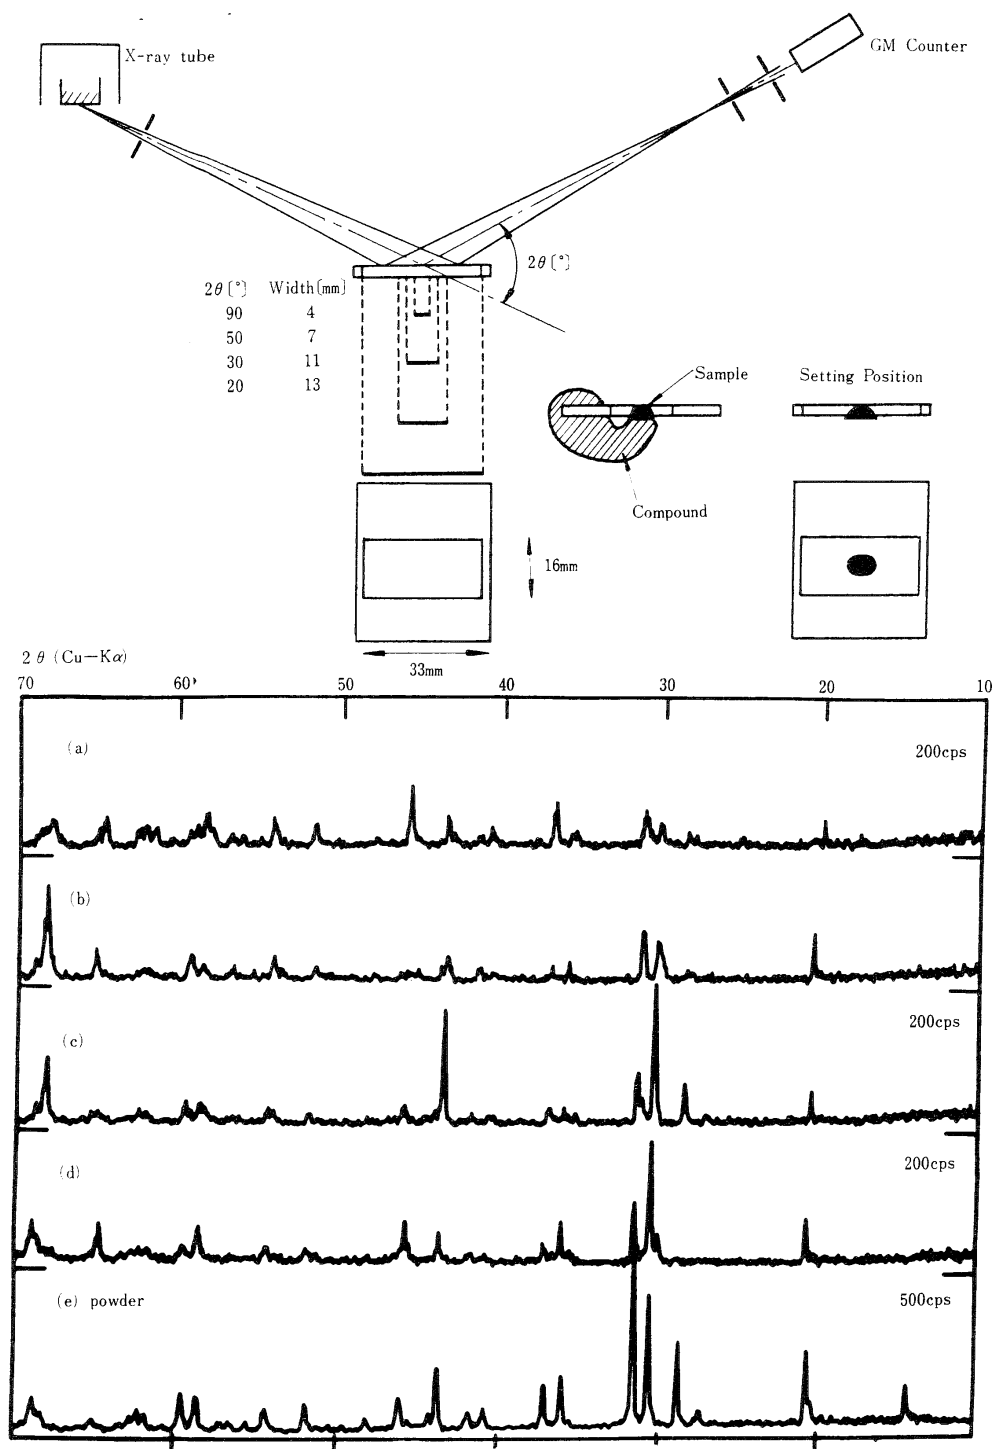 X-ray tube
GM Counter
2θ[°]
2θ[°] Width[mm]
90 4
50 7
30 11
20 13
Sample
Setting Position
Compound
16mm
33mm
2θ (Cu—Kα)
70 60° 50 40 30 20 10
(a) 200cps
(b)
200cps
(c)
200cps
(d)
(e) powder 500cps